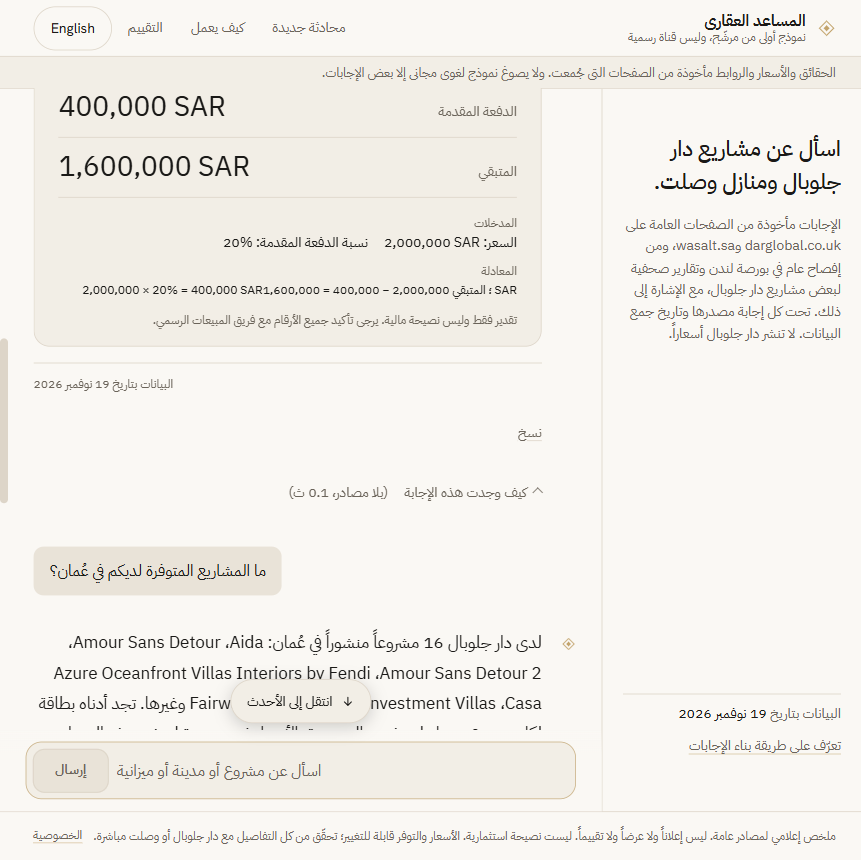 المساعد العقاري
نموذج أولي من مرشّح، وليس قناة رسمية
محادثة جديدة
كيف يعمل
التقييم
English
الحقائق والأسعار والروابط مأخوذة من الصفحات التي جُمعت. ولا يصوغ نموذج لغوي مجاني إلا بعض الإجابات.
اسأل عن مشاريع دار
جلوبال ومنازل وصلت.
الإجابات مأخوذة من الصفحات العامة على
darglobal.co.uk وwasalt.sa، ومن
إفصاح عام في بورصة لندن وتقارير صحفية
لبعض مشاريع دار جلوبال، مع الإشارة إلى
ذلك. تحت كل إجابة مصدرها وتاريخ جمع
البيانات. لا تنشر دار جلوبال أسعاراً.
البيانات بتاريخ 19 نوفمبر 2026
تعرّف على طريقة بناء الإجابات
الدفعة المقدمة
400,000 SAR
المتبقي
1,600,000 SAR
المدخلات
السعر: 2,000,000 SAR نسبة الدفعة المقدمة: 20%
المعادلة
2,000,000 × 20% = 400,000 SAR؛ المتبقي 2,000,000 − 400,000 = 1,600,000 SAR
تقدير فقط وليس نصيحة مالية. يرجى تأكيد جميع الأرقام مع فريق المبيعات الرسمي.
البيانات بتاريخ 19 نوفمبر 2026
نسخ
كيف وجدت هذه الإجابة (بلا مصادر، 0.1 ث)
ما المشاريع المتوفرة لديكم في عُمان؟
لدى دار جلوبال 16 مشروعاً منشوراً في عُمان: Aida، Amour Sans Detour،
Amour Sans Detour 2، Azure Oceanfront Villas Interiors by Fendi،
Casa، nvestment Villas Fairw وغيرها. تجد أدناه بطاقة
انتقل إلى الأحدث
اسأل عن مشروع أو مدينة أو ميزانية
إرسال
ملخص إعلامي لمصادر عامة. ليس إعلاناً ولا عرضاً ولا تقييماً. ليست نصيحة استثمارية. الأسعار والتوفر قابلة للتغيير؛ تحقّق من كل التفاصيل مع دار جلوبال أو وصلت مباشرة.
الخصوصية